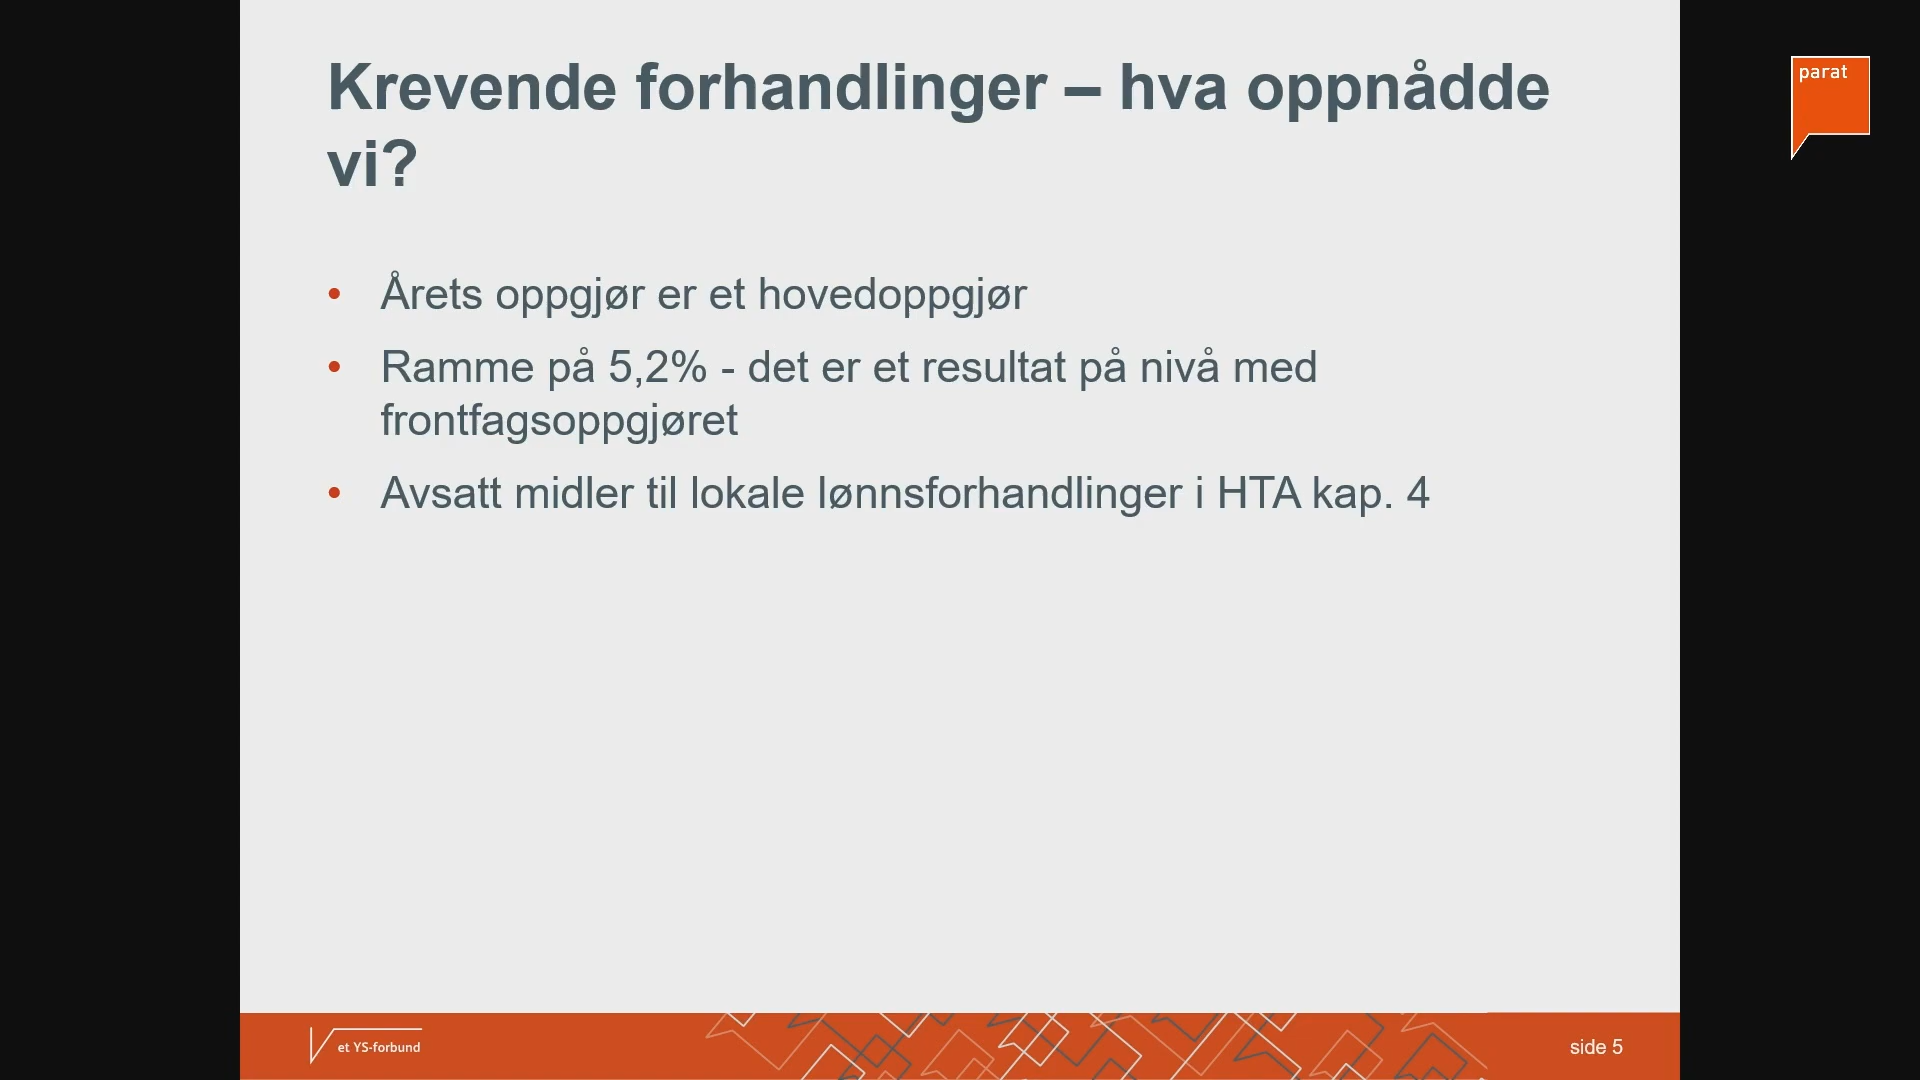 Krevende forhandlinger – hva oppnådde
vi?
parat
• Årets oppgjør er et hovedoppgjør
• Ramme på 5,2% - det er et resultat på nivå med
frontfagsoppgjøret
• Avsatt midler til lokale lønnsforhandlinger i HTA kap. 4
et YS-forbund
side 5